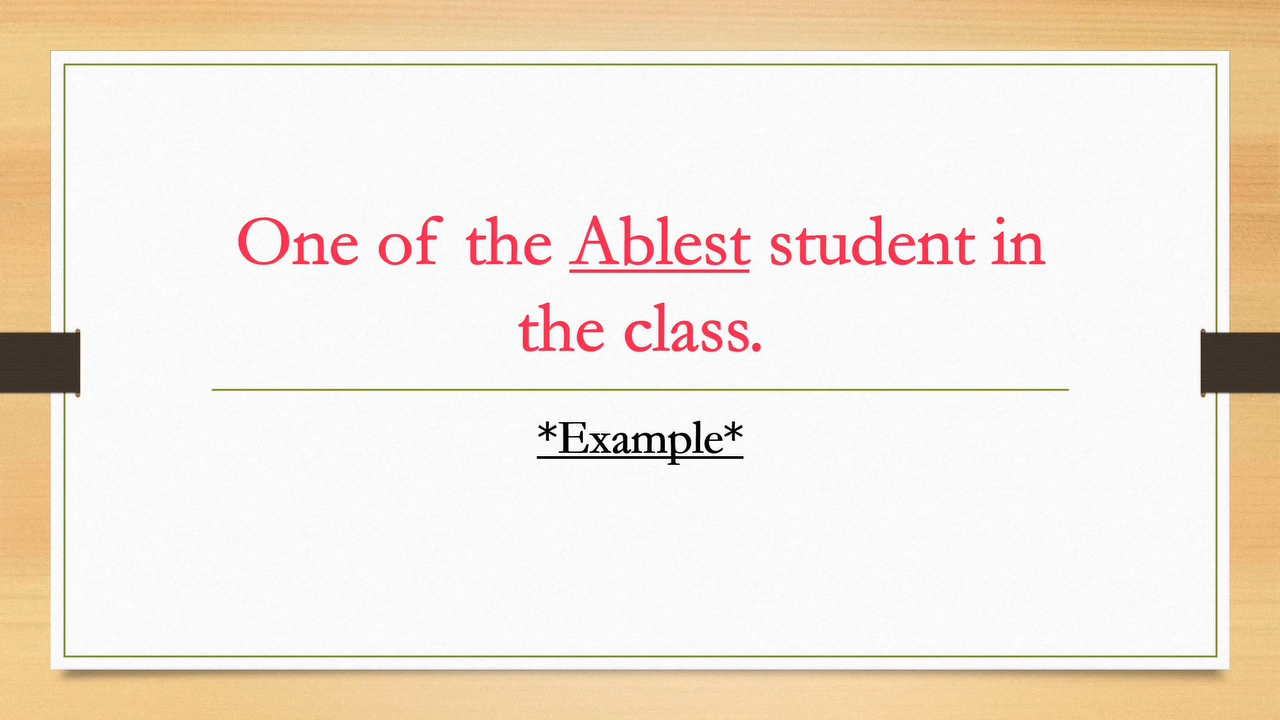 One of the Ablest student in
the class.
*Example*